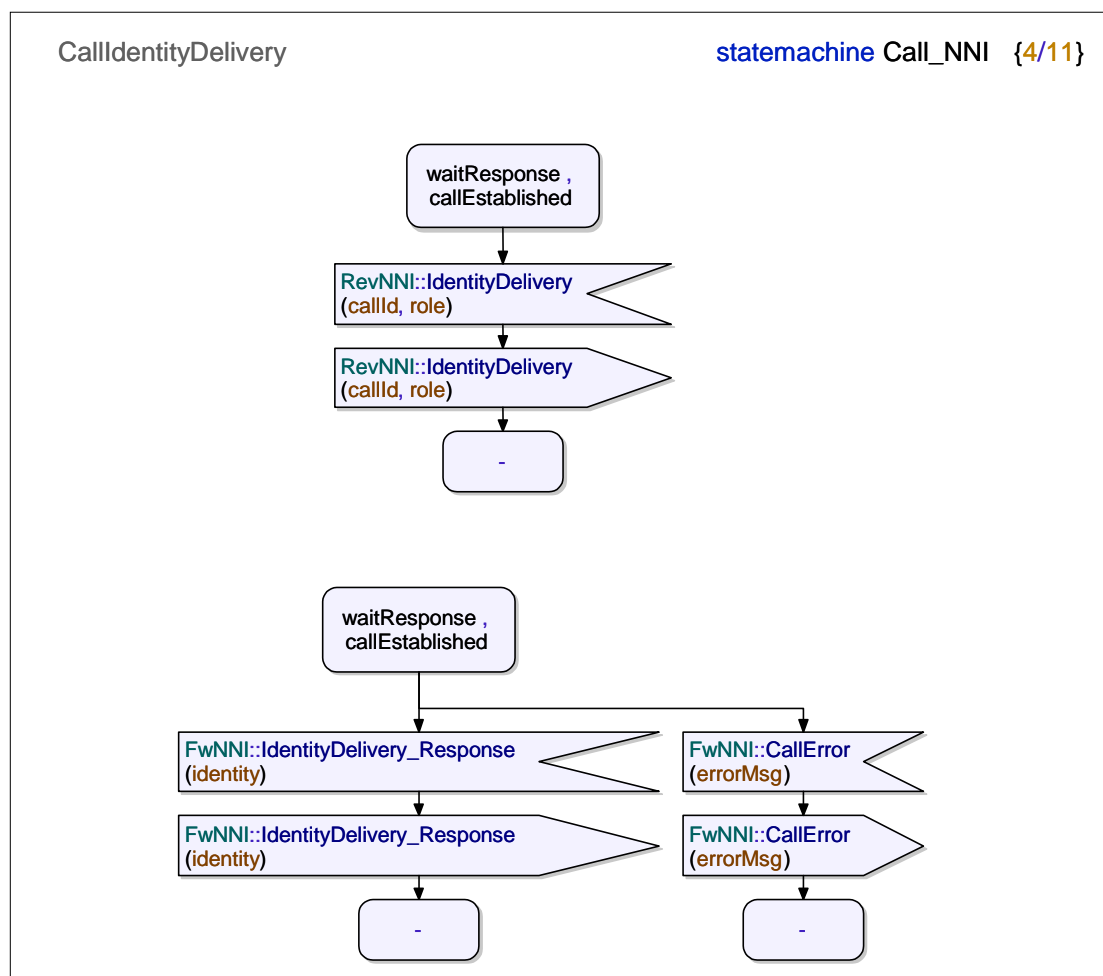 CallIdentityDelivery
statemachine Call_NNI {4/11}
waitResponse ,
callEstablished
RevNNI::IdentityDelivery
(callId, role)
RevNNI::IdentityDelivery
(callId, role)
-
waitResponse ,
callEstablished
FwNNI::IdentityDelivery_Response
(identity)
FwNNI::CallError
(errorMsg)
FwNNI::IdentityDelivery_Response
(identity)
FwNNI::CallError
(errorMsg)
-
-